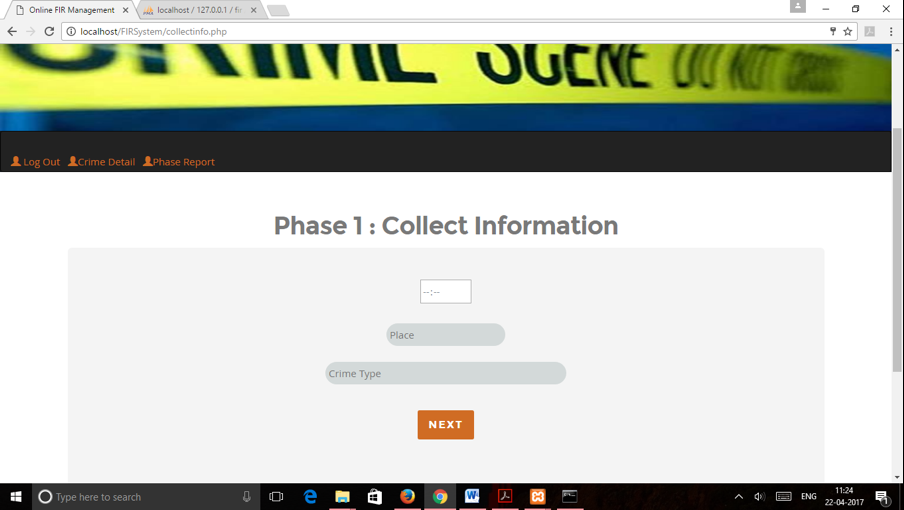 Online FIR Management
localhost / 127.0.0.1 / fir
localhost/FIRSystem/collectinfo.php
CRIME SCENE DO NOT CROSS
Log Out Crime Detail Phase Report
Phase 1 : Collect Information
--:--
Place
Crime Type
NEXT
Type here to search
ENG
11:24
22-04-2017
1